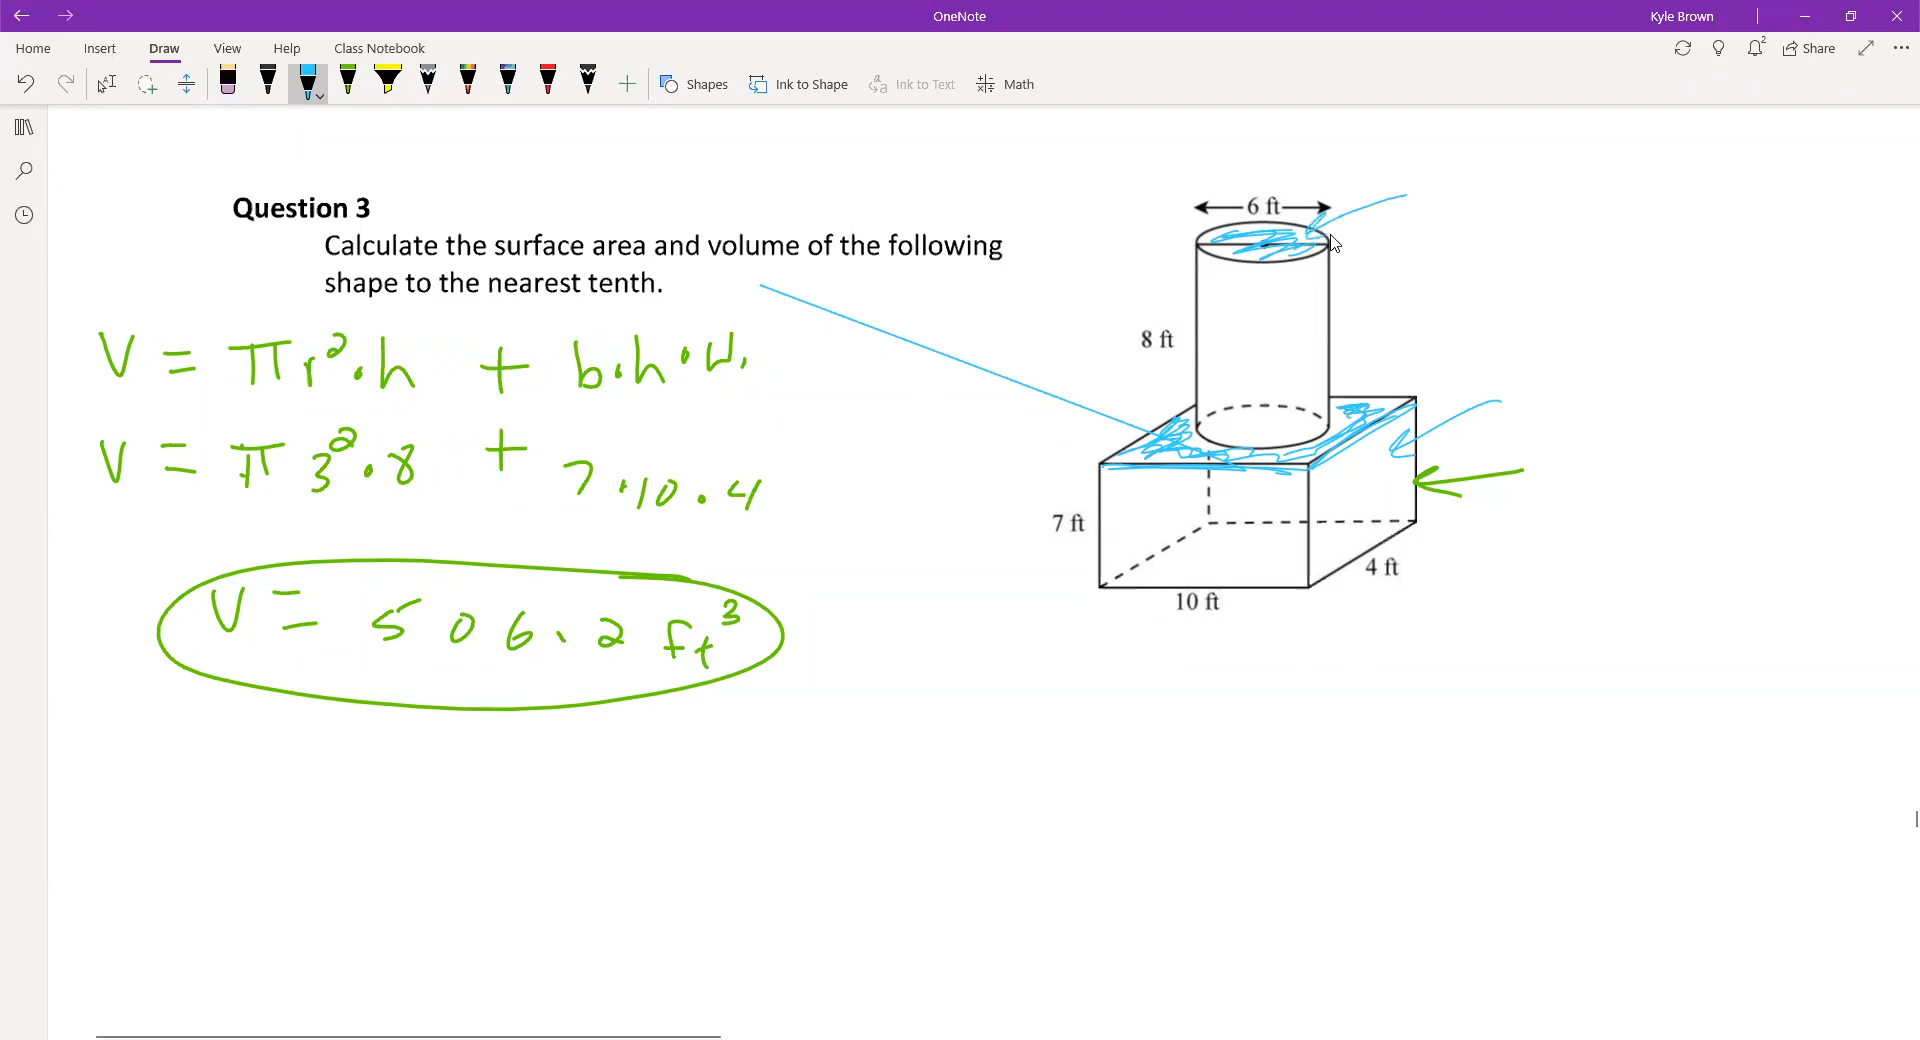 OneNote
Kyle Brown
Home Insert Draw View Help Class Notebook
2 Share
Shapes Ink to Shape Ink to Text Math
Question 3
Calculate the surface area and volume of the following
shape to the nearest tenth.
6 ft
8 ft
7 ft
4 ft
10 ft
V = πr²·h + b·h·w.
V = π 3²·8 + 7·10·4
V = 506.2 ft³